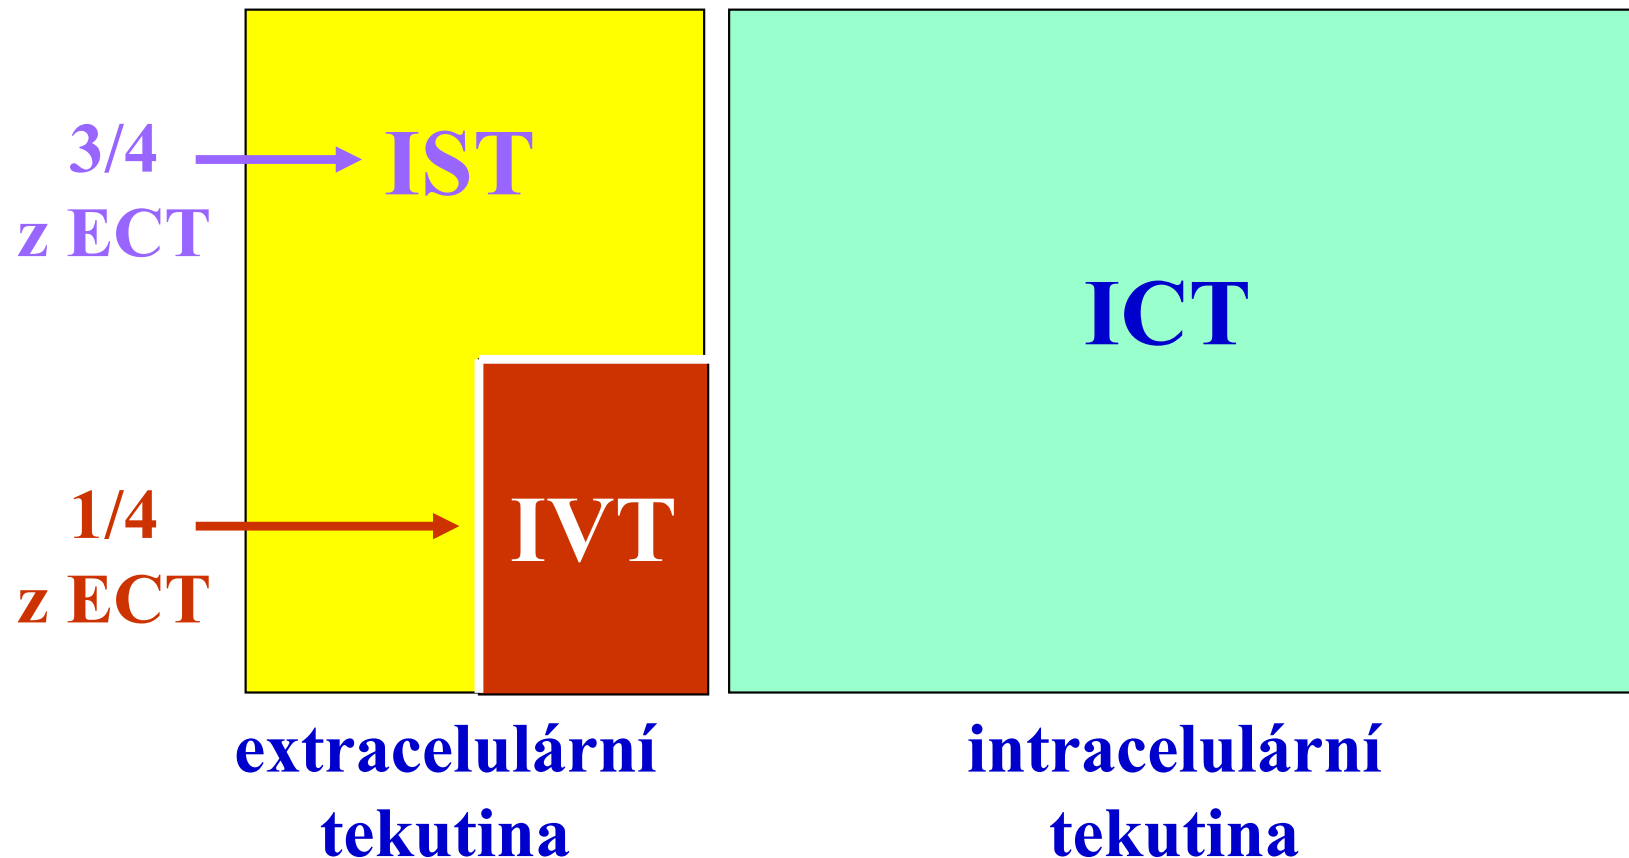 3/4
z ECT
IST
ICT
1/4
z ECT
IVT
extracelulární
tekutina
intracelulární
tekutina